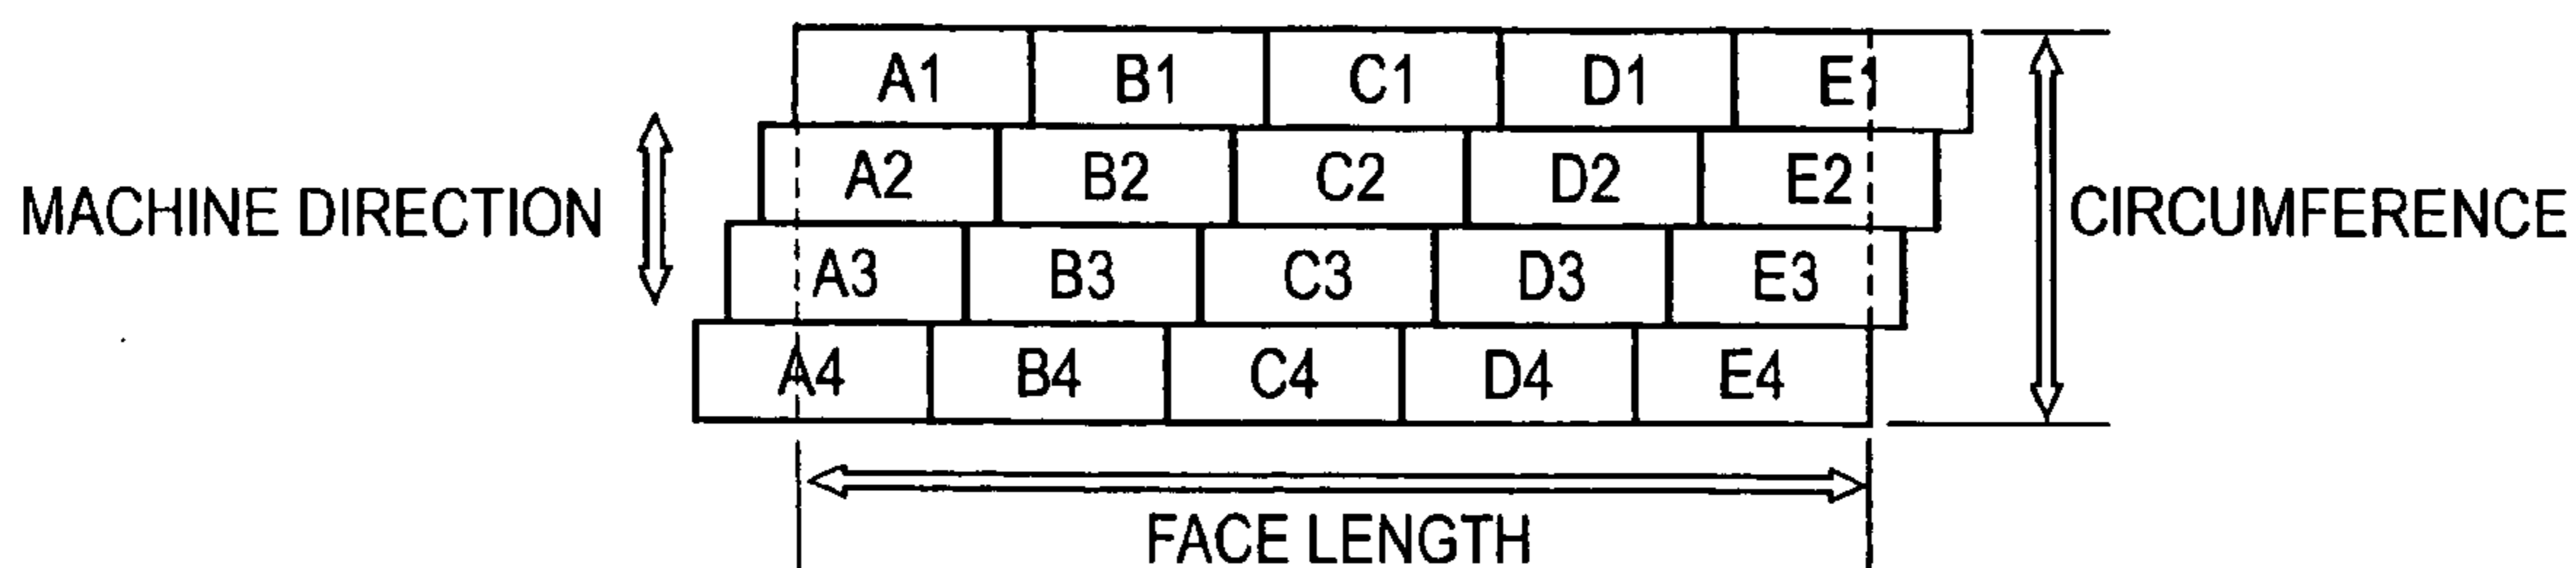 A1 B1 C1 D1 E1
A2 B2 C2 D2 E2
MACHINE DIRECTION
CIRCUMFERENCE
A3 B3 C3 D3 E3
A4 B4 C4 D4 E4
FACE LENGTH